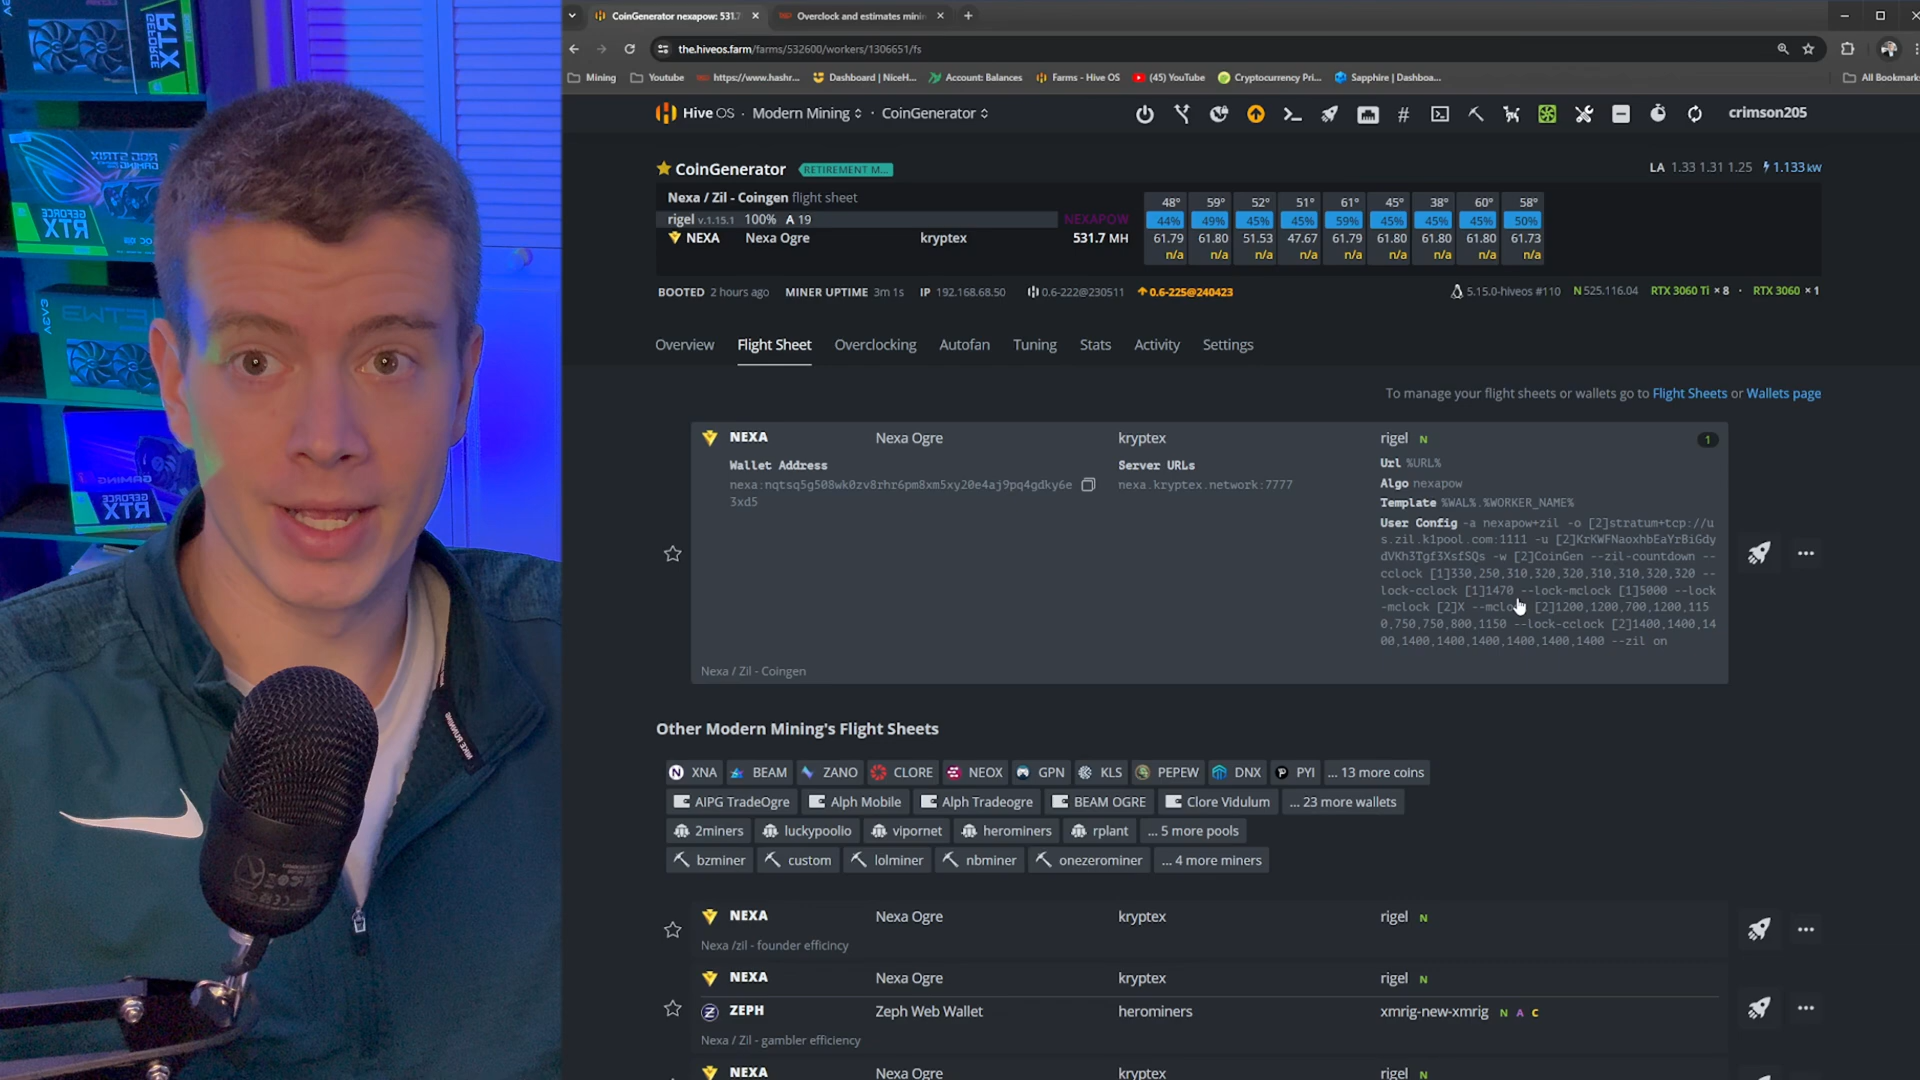 CoinGenerator nexapow: 531.7
Overclock and estimates minin
the.hiveos.farm/farms/532600/workers/1306651/fs
Mining
Youtube
https://www.hashr...
Dashboard | NiceH...
Account: Balances
Farms - Hive OS
(45) YouTube
Cryptocurrency Pri...
Sapphire | Dashboa...
All Bookmarks
Hive OS · Modern Mining · CoinGenerator
crimson205
CoinGenerator RETIREMENT M...
LA 1.33 1.31 1.25 1.133 kW
Nexa / Zil - Coingen flight sheet
48° 59° 52° 51° 61° 45° 38° 60° 58°
rigel v.1.15.1 100% A 19 NEXAPOW
44% 49% 45% 45% 59% 45% 45% 45% 50%
NEXA Nexa Ogre kryptex 531.7 MH
61.79 61.80 51.53 47.67 61.79 61.80 61.80 61.80 61.73
n/a n/a n/a n/a n/a n/a n/a n/a n/a
BOOTED 2 hours ago MINER UPTIME 3m 1s IP 192.168.68.50 0.6-222@230511 0.6-225@240423
5.15.0-hiveos #110 N 525.116.04 RTX 3060 Ti × 8 · RTX 3060 × 1
Overview Flight Sheet Overclocking Autofan Tuning Stats Activity Settings
To manage your flight sheets or wallets go to Flight Sheets or Wallets page
NEXA Nexa Ogre kryptex rigel N 1
Wallet Address
nexa:nqtsq5g508wk0zv8rhr6pm8xm5xy20e4aj9pq4gdky6e
3xd5
Server URLs
nexa.kryptex.network:7777
Url %URL%
Algo nexapow
Template %WAL%.%WORKER_NAME%
User Config -a nexapow+zil -o [2]stratum+tcp://u
s.zil.k1pool.com:1111 -u [2]KrKWFNaoxhbEaYrBiGdy
dVKh3Tgf3XsfSQs -w [2]CoinGen --zil-countdown --
cclock [1]330,250,310,320,320,310,310,320,320 --
lock-cclock [1]1470 --lock-mclock [1]5000 --lock
-mclock [2]X --mclo [2]1200,1200,700,1200,115
0,750,750,800,1150 --lock-cclock [2]1400,1400,14
00,1400,1400,1400,1400,1400,1400 --zil on
Nexa / Zil - Coingen
Other Modern Mining's Flight Sheets
XNA BEAM ZANO CLORE NEOX GPN KLS PEPEW DNX PYI ... 13 more coins
AIPG TradeOgre Alph Mobile Alph Tradeogre BEAM OGRE Clore Vidulum ... 23 more wallets
2miners luckypoolio vipornet herominers rplant ... 5 more pools
bzminer custom lolminer nbminer onezerominer ... 4 more miners
NEXA Nexa Ogre kryptex rigel N
Nexa /zil - founder efficincy
NEXA Nexa Ogre kryptex rigel N
ZEPH Zeph Web Wallet herominers xmrig-new-xmrig N A C
Nexa / Zil - gambler efficiency
NEXA Nexa Ogre kryptex rigel N
RTX
GEFORCE
ROG STRIX
GAMING
GEFORCE
RTX
EVGA
FTW3
GAMING
GEFORCE
RTX